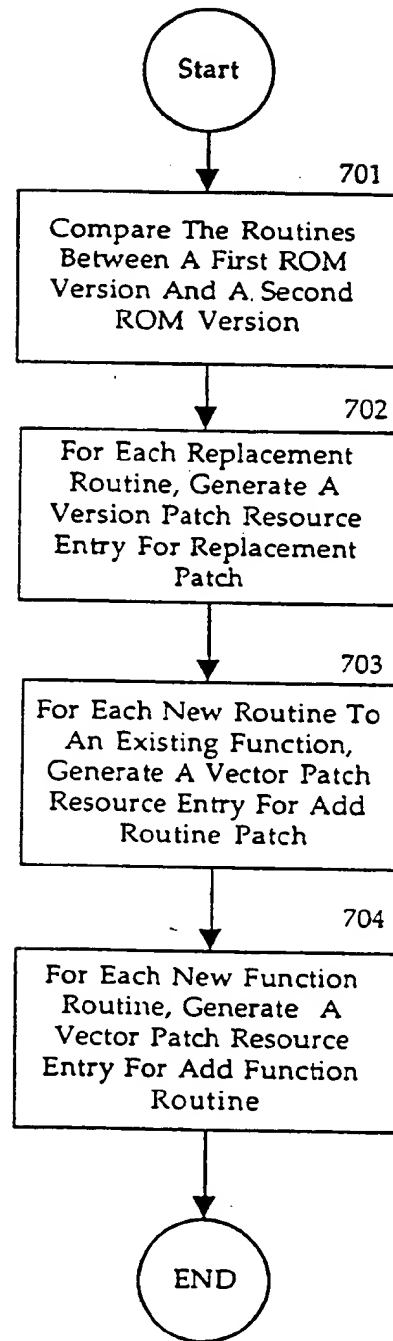 Start
701
Compare The Routines
Between A First ROM
Version And A. Second
ROM Version
702
For Each Replacement
Routine, Generate A
Version Patch Resource
Entry For Replacement
Patch
703
For Each New Routine To
An Existing Function,
Generate A Vector Patch
Resource Entry For Add
Routine Patch
704
For Each New Function
Routine, Generate A
Vector Patch Resource
Entry For Add Function
Routine
END